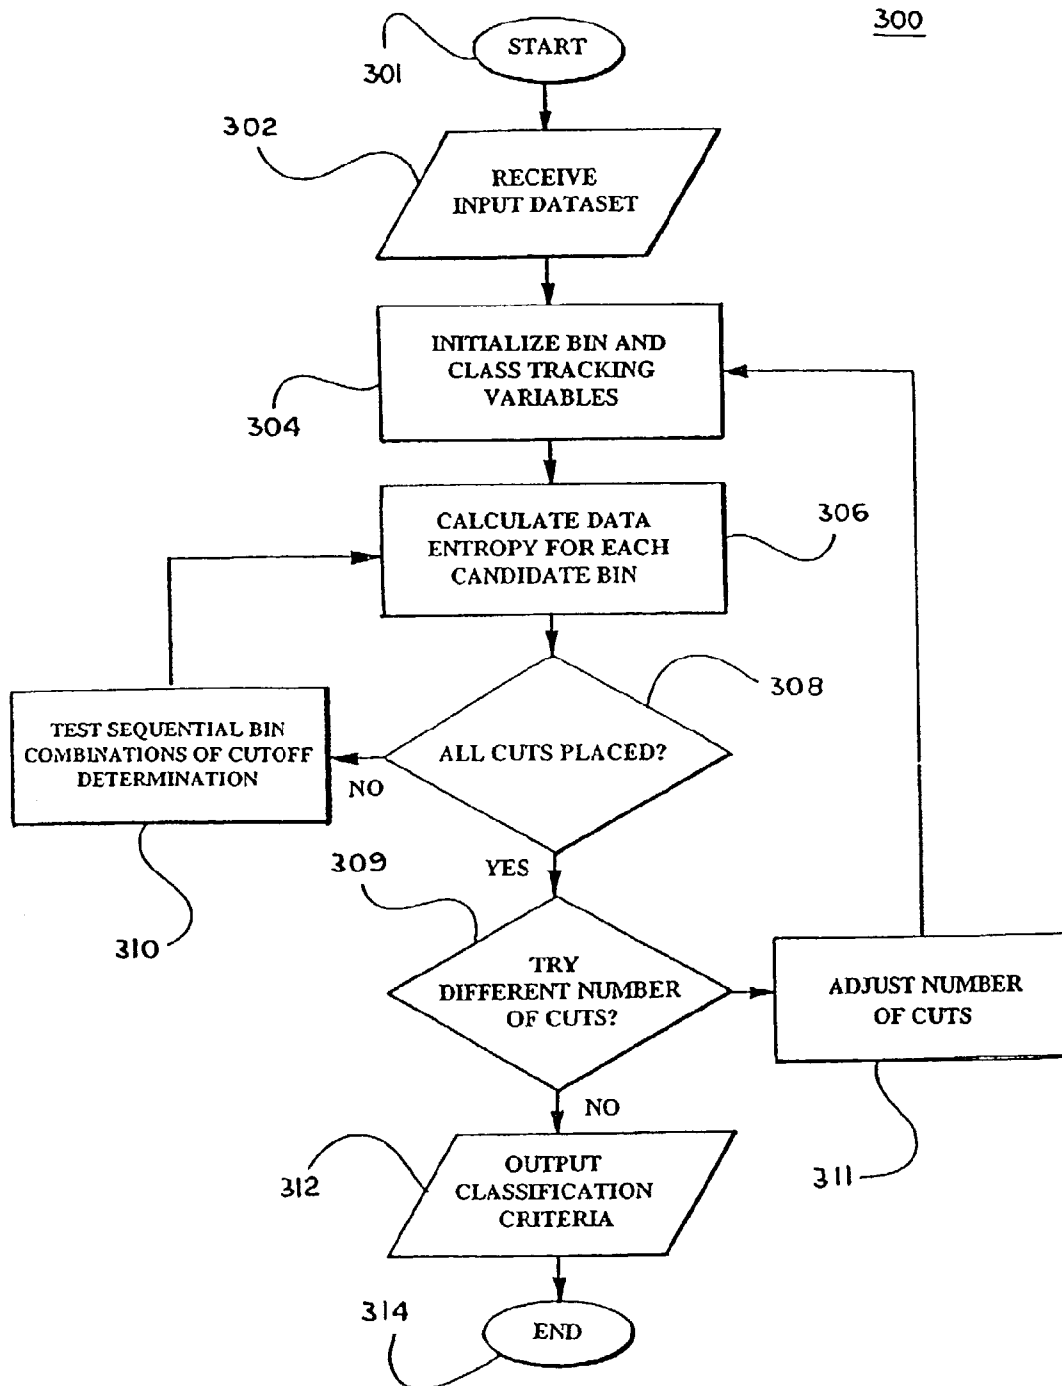 300
START
301
302
RECEIVE
INPUT DATASET
INITIALIZE BIN AND
CLASS TRACKING
VARIABLES
304
CALCULATE DATA
ENTROPY FOR EACH
CANDIDATE BIN
306
308
ALL CUTS PLACED?
TEST SEQUENTIAL BIN
COMBINATIONS OF CUTOFF
DETERMINATION
NO
310
YES
309
TRY
DIFFERENT NUMBER
OF CUTS?
ADJUST NUMBER
OF CUTS
311
NO
OUTPUT
CLASSIFICATION
CRITERIA
312
END
314